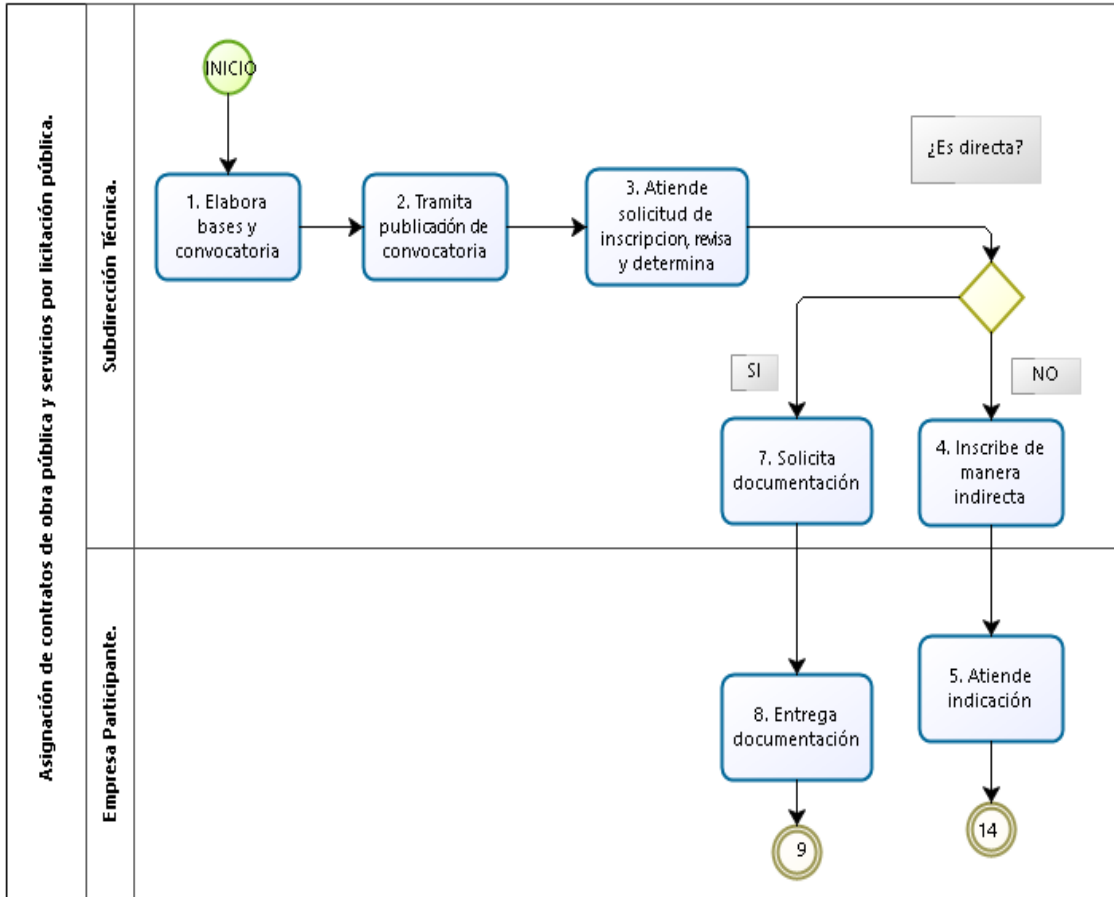 Asignación de contratos de obra pública y servicios por licitación pública.
Subdirección Técnica.
INICIO
1. Elabora
bases y
convocatoria
2. Tramita
publicación de
convocatoria
3. Atiende
solicitud de
inscripcion, revisa
y determina
¿Es directa?
SI
NO
7. Solicita
documentación
4. Inscribe de
manera
indirecta
Empresa Participante.
8. Entrega
documentación
5. Atiende
indicación
9
14